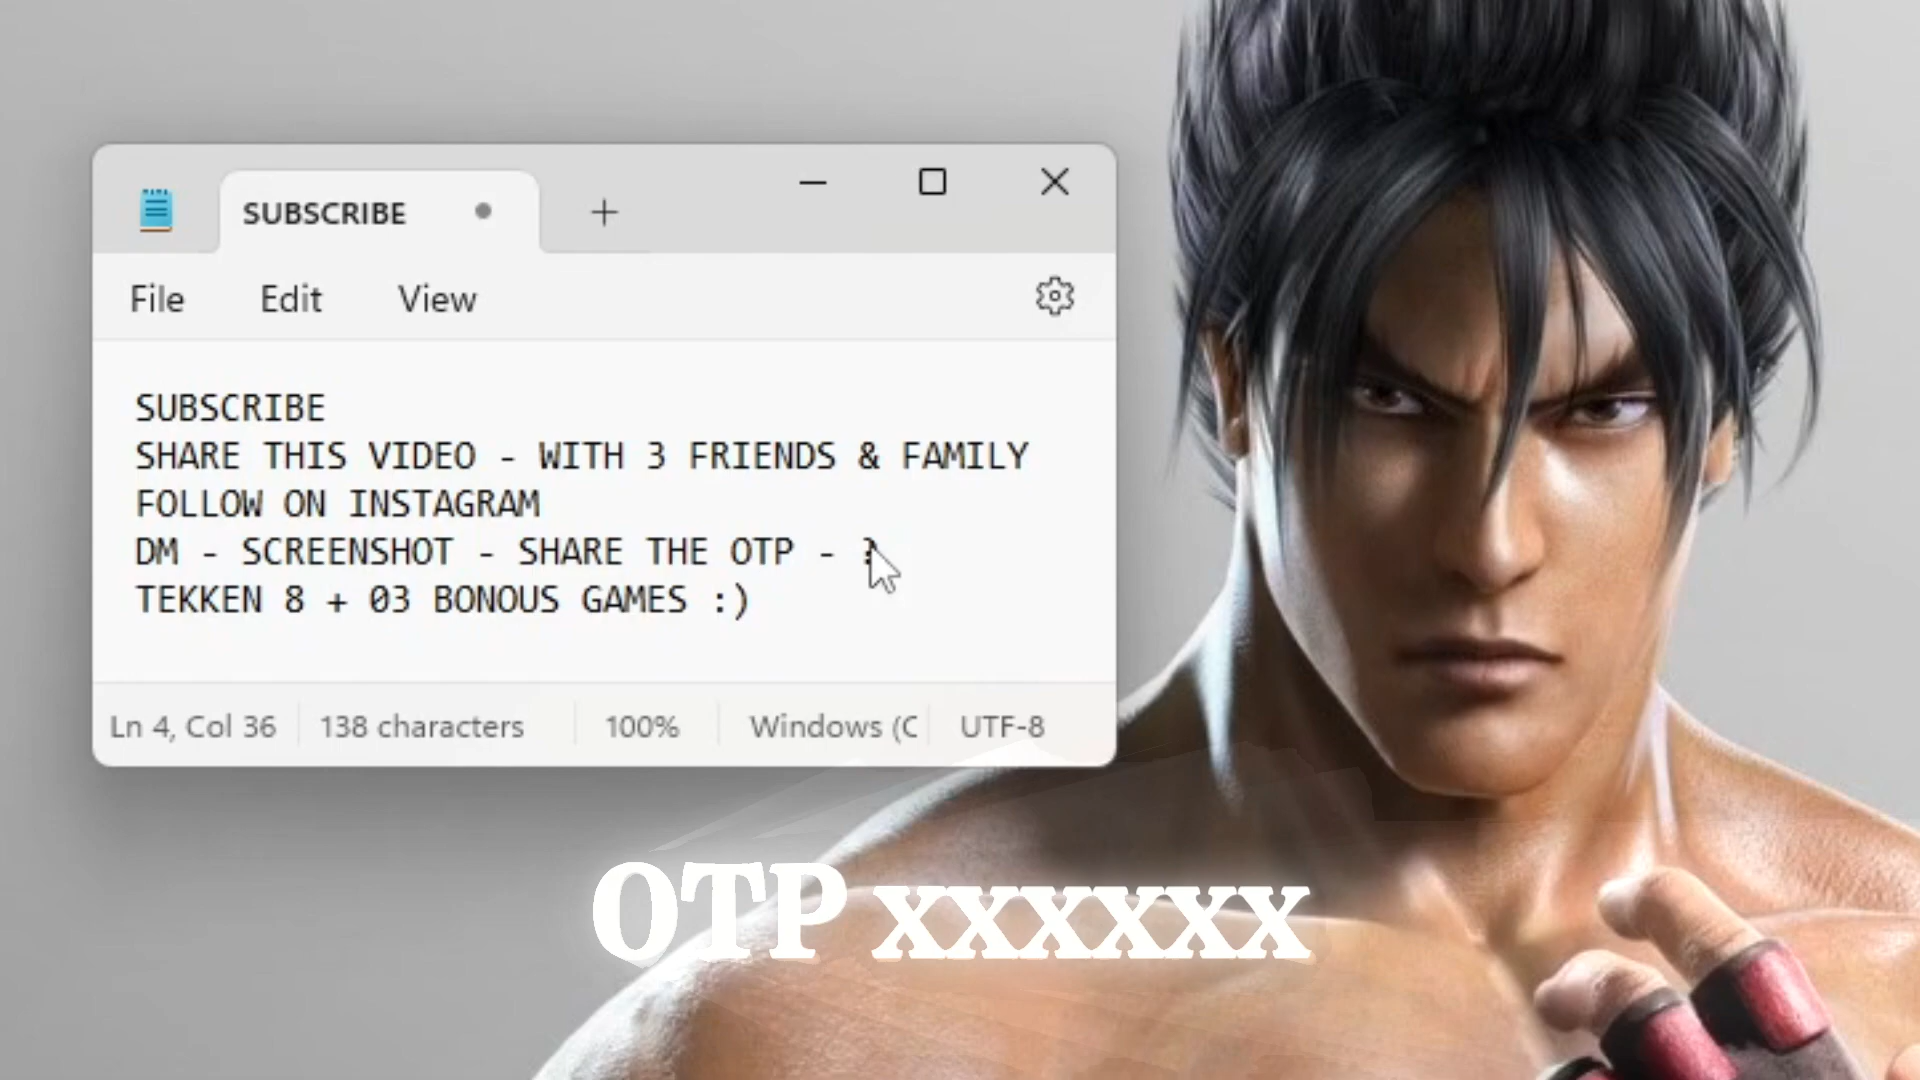 SUBSCRIBE
File Edit View
SUBSCRIBE
SHARE THIS VIDEO - WITH 3 FRIENDS & FAMILY
FOLLOW ON INSTAGRAM
DM - SCREENSHOT - SHARE THE OTP -
TEKKEN 8 + 03 BONOUS GAMES :)
Ln 4, Col 36 138 characters 100% Windows (C UTF-8
OTP xxxxxx